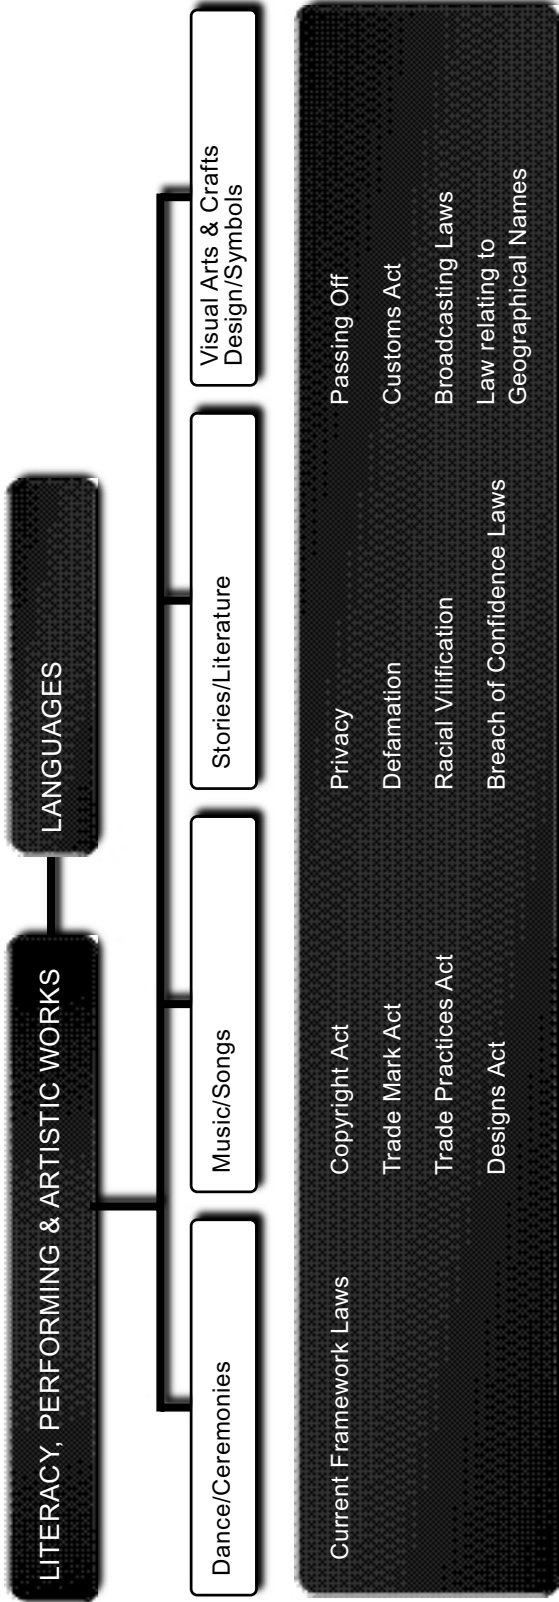 LITERACY, PERFORMING & ARTISTIC WORKS
LANGUAGES
Dance/Ceremonies
Music/Songs
Stories/Literature
Visual Arts & Crafts
Design/Symbols
Current Framework Laws
Copyright Act
Trade Mark Act
Trade Practices Act
Designs Act
Privacy
Defamation
Racial Vilification
Breach of Confidence Laws
Passing Off
Customs Act
Broadcasting Laws
Law relating to
Geographical Names